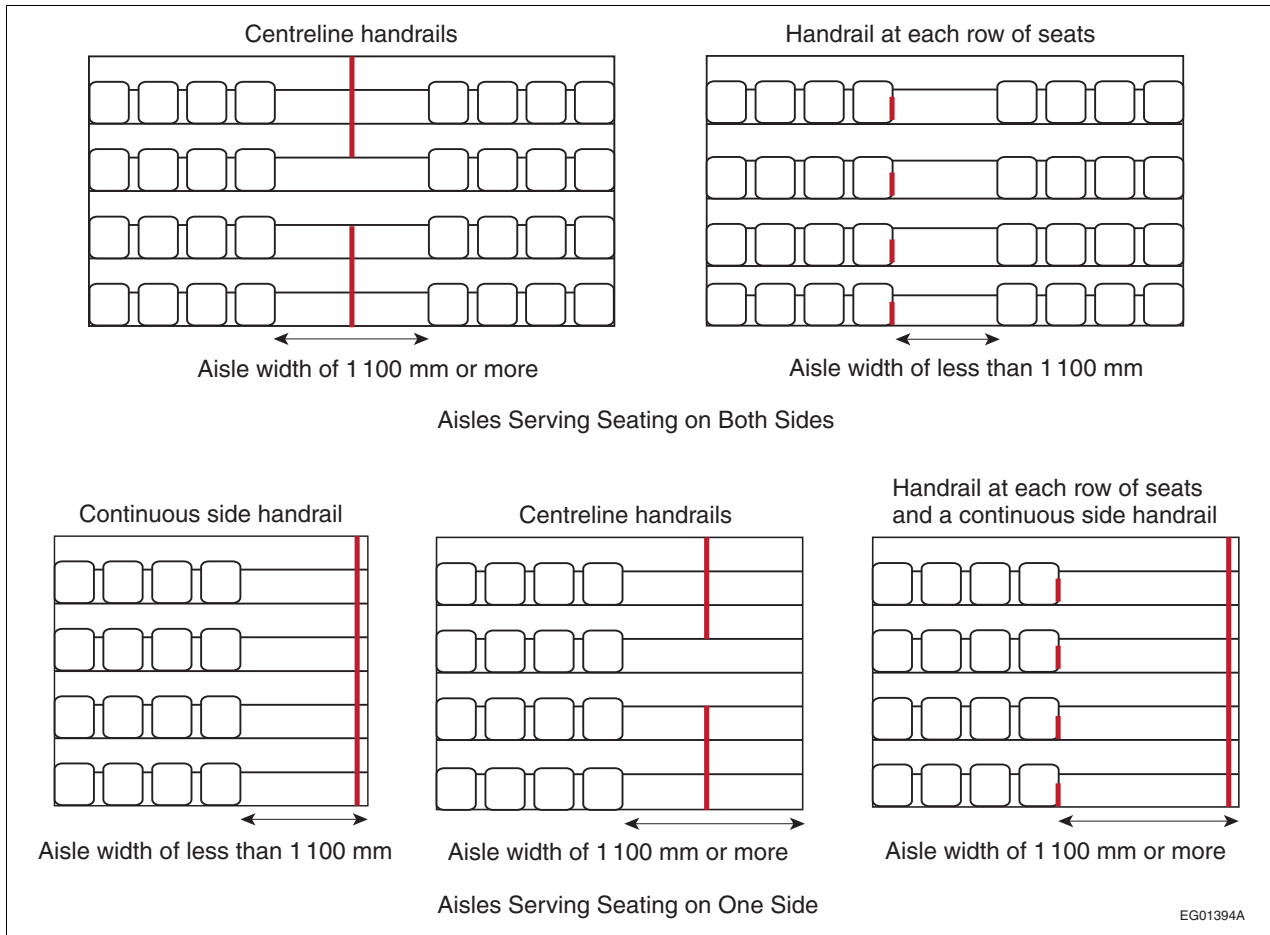 Centreline handrails
Handrail at each row of seats
Aisle width of 1 100 mm or more
Aisle width of less than 1 100 mm
Aisles Serving Seating on Both Sides
Continuous side handrail
Centreline handrails
Handrail at each row of seats
and a continuous side handrail
Aisle width of less than 1 100 mm
Aisle width of 1 100 mm or more
Aisle width of 1 100 mm or more
Aisles Serving Seating on One Side
EG01394A